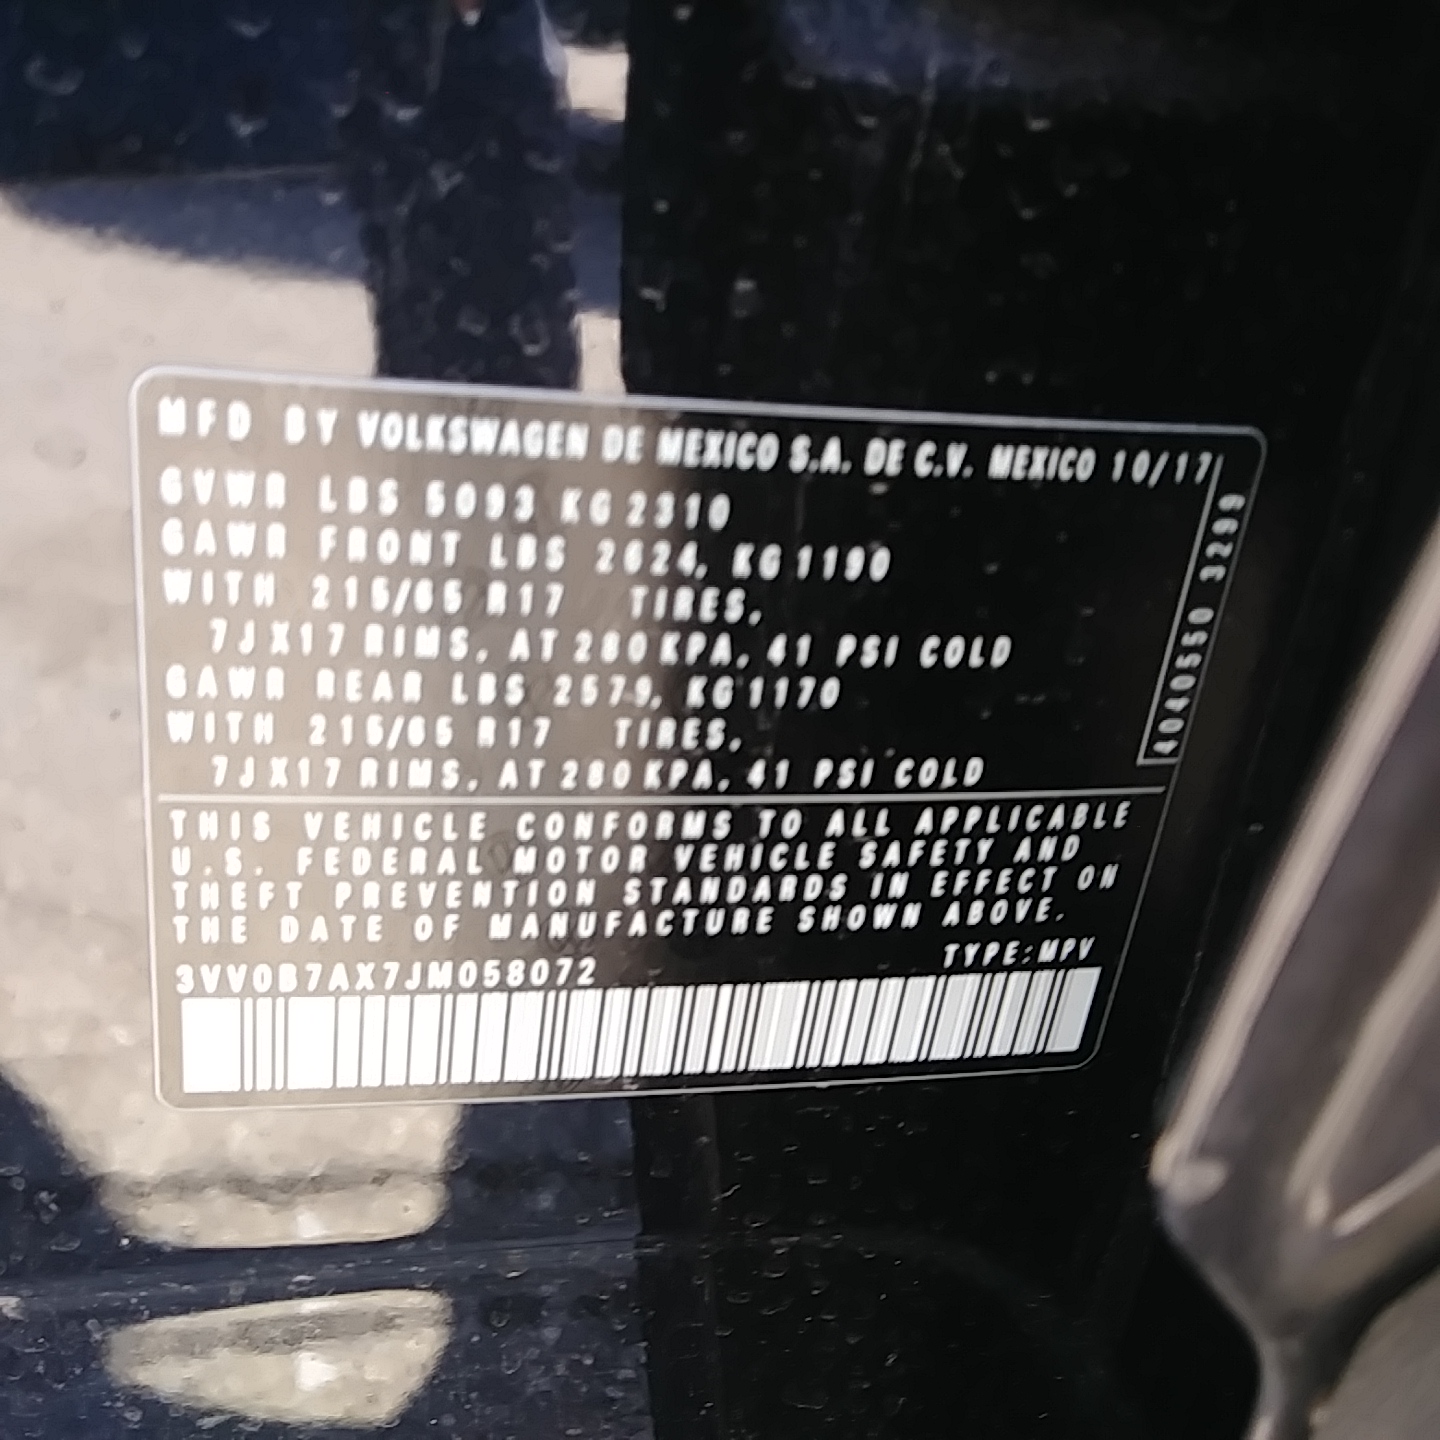 MFD BY VOLKSWAGEN DE MEXICO S.A. DE C.V. MEXICO 10/17
GVWR LBS 5093 KG 2310
GAWR FRONT LBS 2624, KG 1190
WITH 215/65 R17 TIRES,
7J X17 RIMS, AT 280 KPA, 41 PSI COLD
GAWR REAR LBS 2579, KG 1170
WITH 215/65 R17 TIRES,
7J X17 RIMS, AT 280 KPA, 41 PSI COLD
4040550 3299
THIS VEHICLE CONFORMS TO ALL APPLICABLE
U.S. FEDERAL MOTOR VEHICLE SAFETY AND
THEFT PREVENTION STANDARDS IN EFFECT ON
THE DATE OF MANUFACTURE SHOWN ABOVE.
TYPE:MPV
3VV0B7AX7JM058072